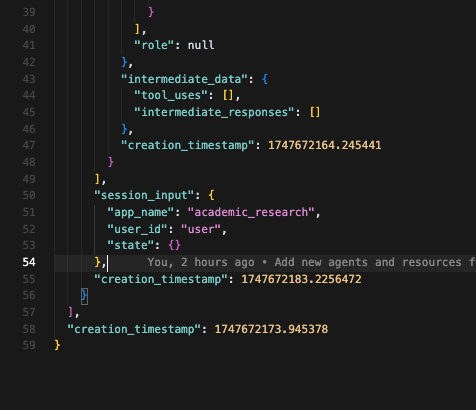 39 }
40 ],
41 "role": null
42 },
43 "intermediate_data": {
44 "tool_uses": [],
45 "intermediate_responses": []
46 },
47 "creation_timestamp": 1747672164.245441
48 }
49 ],
50 "session_input": {
51 "app_name": "academic_research",
52 "user_id": "user",
53 "state": {}
54 }, You, 2 hours ago • Add new agents and resources f
55 "creation_timestamp": 1747672183.2256472
56 }
57 ],
58 "creation_timestamp": 1747672173.945378
59 }